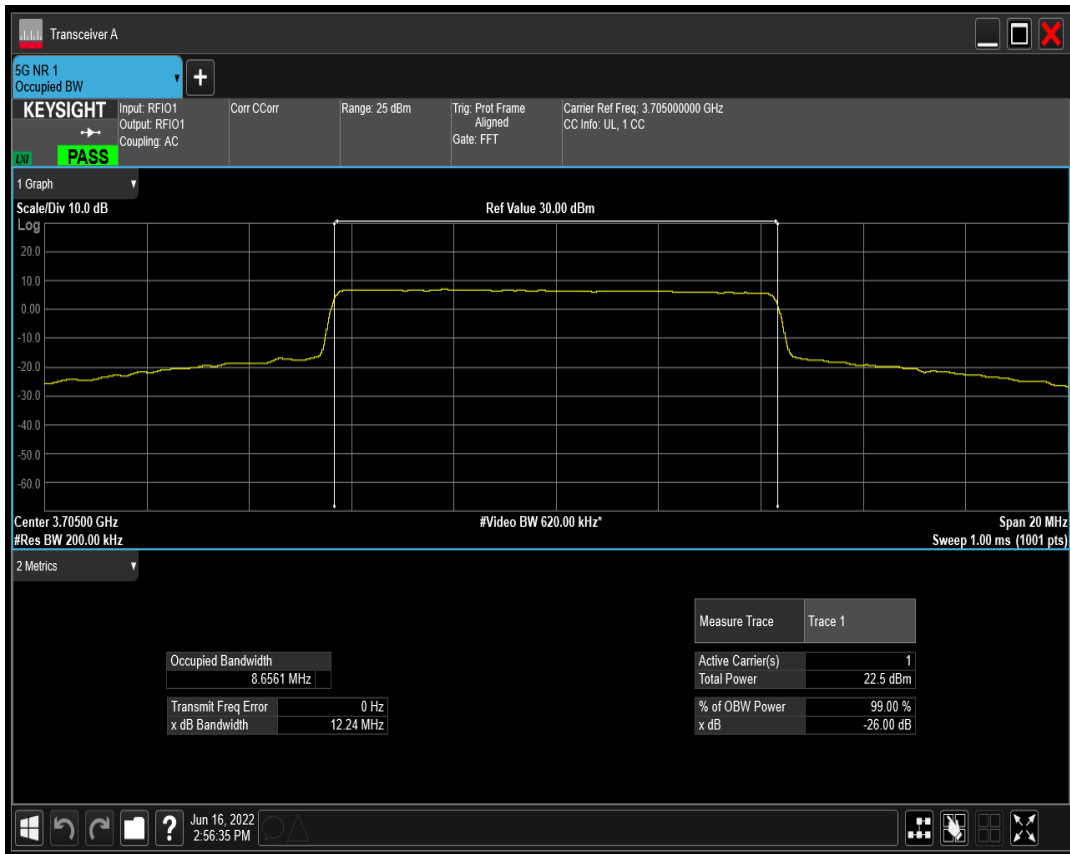 Transceiver A
5G NR 1
Occupied BW
+
KEYSIGHT
LXI
PASS
Input: RFIO1
Output: RFIO1
Coupling: AC
Corr CCorr
Range: 25 dBm
Trig: Prot Frame
Aligned
Gate: FFT
Carrier Ref Freq: 3.705000000 GHz
CC Info: UL, 1 CC
1 Graph
Scale/Div 10.0 dB
Ref Value 30.00 dBm
Log
20.0
10.0
0.00
-10.0
-20.0
-30.0
-40.0
-50.0
-60.0
Center 3.70500 GHz
#Video BW 620.00 kHz*
Span 20 MHz
#Res BW 200.00 kHz
Sweep 1.00 ms (1001 pts)
2 Metrics
Measure Trace Trace 1
Occupied Bandwidth
8.6561 MHz
Active Carrier(s) 1
Total Power 22.5 dBm
Transmit Freq Error 0 Hz
x dB Bandwidth 12.24 MHz
% of OBW Power 99.00 %
x dB -26.00 dB
?
Jun 16, 2022
2:56:35 PM